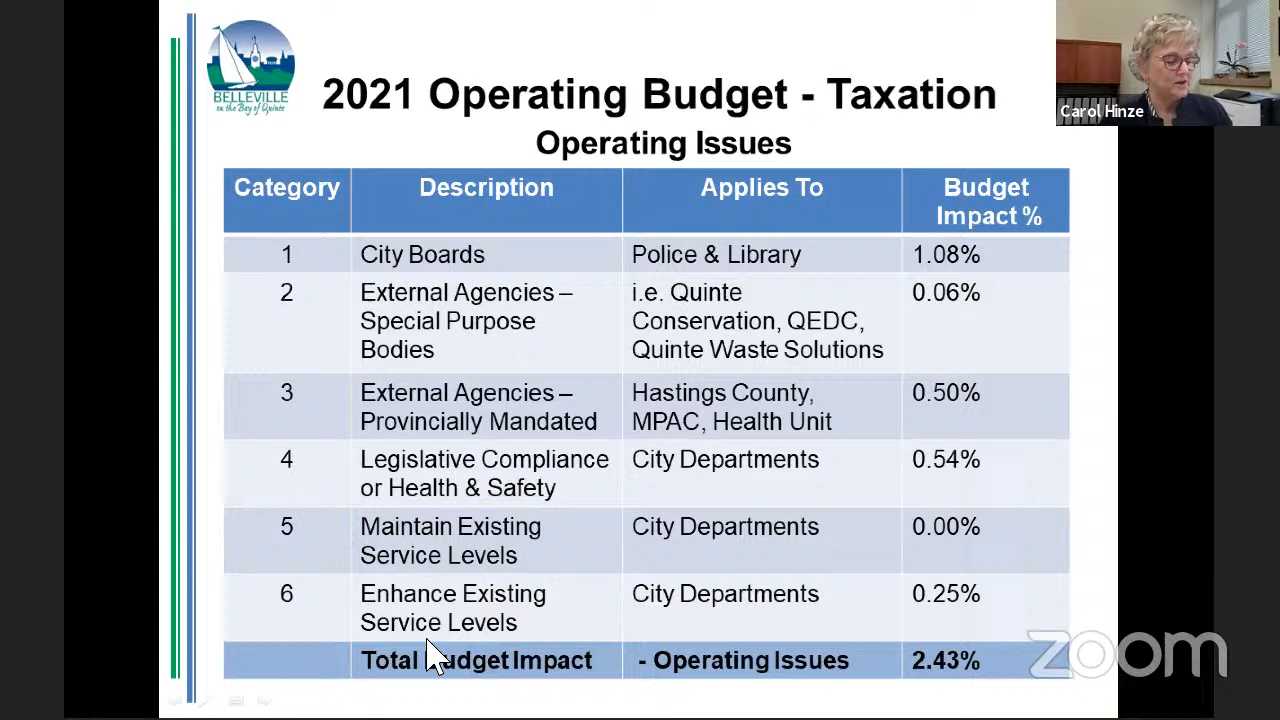 BELLEVILLE
on the Bay of Quinte
2021 Operating Budget - Taxation
Operating Issues
Carol Hinze
Category Description Applies To Budget
Impact %
1 City Boards Police & Library 1.08%
2 External Agencies – i.e. Quinte 0.06%
Special Purpose Conservation, QEDC,
Bodies Quinte Waste Solutions
3 External Agencies – Hastings County, 0.50%
Provincially Mandated MPAC, Health Unit
4 Legislative Compliance City Departments 0.54%
or Health & Safety
5 Maintain Existing City Departments 0.00%
Service Levels
6 Enhance Existing City Departments 0.25%
Service Levels
Total Budget Impact - Operating Issues 2.43%
zoom